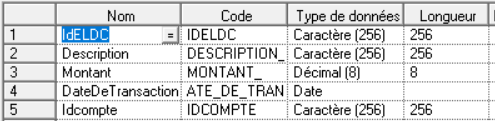 Nom Code Type de données Longueur
1 IdELDC = IDELDC Caractère (256) 256
2 Description DESCRIPTION_ Caractère (256) 256
3 Montant MONTANT_ Décimal (8) 8
4 DateDeTransaction ATE_DE_TRAN Date
5 Idcompte IDCOMPTE Caractère (256) 256